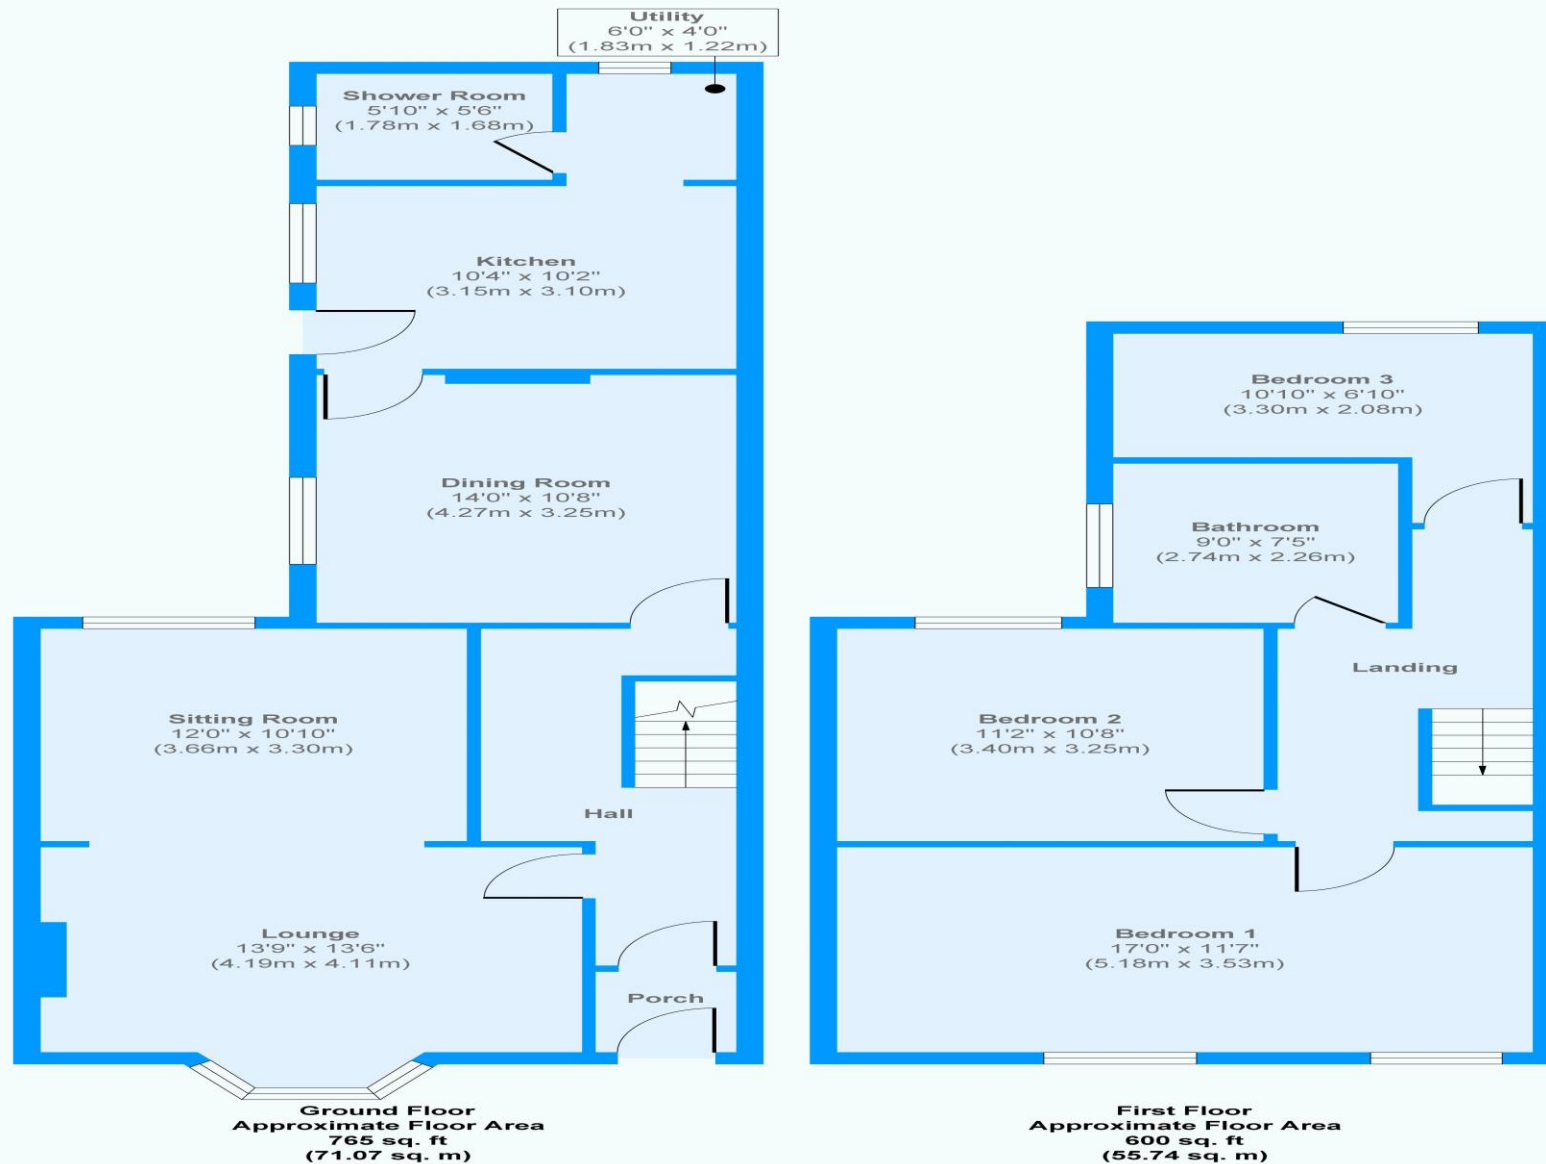 Utility
6'0" x 4'0"
(1.83m x 1.22m)
Shower Room
5'10" x 5'6"
(1.78m x 1.68m)
Kitchen
10'4" x 10'2"
(3.15m x 3.10m)
Dining Room
14'0" x 10'8"
(4.27m x 3.25m)
Sitting Room
12'0" x 10'10"
(3.66m x 3.30m)
Hall
Lounge
13'9" x 13'6"
(4.19m x 4.11m)
Porch
Ground Floor
Approximate Floor Area
765 sq. ft
(71.07 sq. m)
Bedroom 3
10'10" x 6'10"
(3.30m x 2.08m)
Bathroom
9'0" x 7'5"
(2.74m x 2.26m)
Landing
Bedroom 2
11'2" x 10'8"
(3.40m x 3.25m)
Bedroom 1
17'0" x 11'7"
(5.18m x 3.53m)
First Floor
Approximate Floor Area
600 sq. ft
(55.74 sq. m)